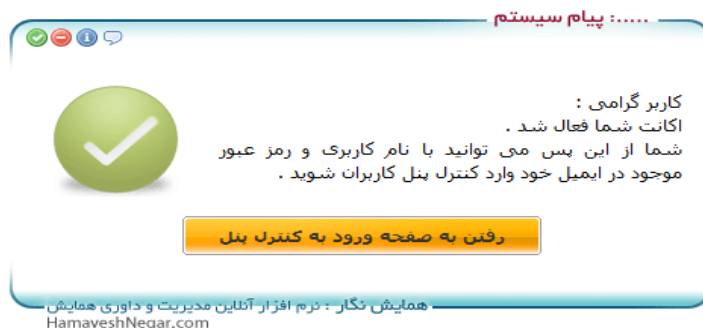 .....: پیام سیستم
کاربر گرامی :
اکانت شما فعال شد .
شما از این پس می توانید با نام کاربری و رمز عبور
موجود در ایمیل خود وارد کنترل پنل کاربران شوید .
رفتن به صفحه ورود به کنترل پنل
همایش نگار : نرم افزار آنلاین مدیریت و داوری همایش
HamayeshNegar.com